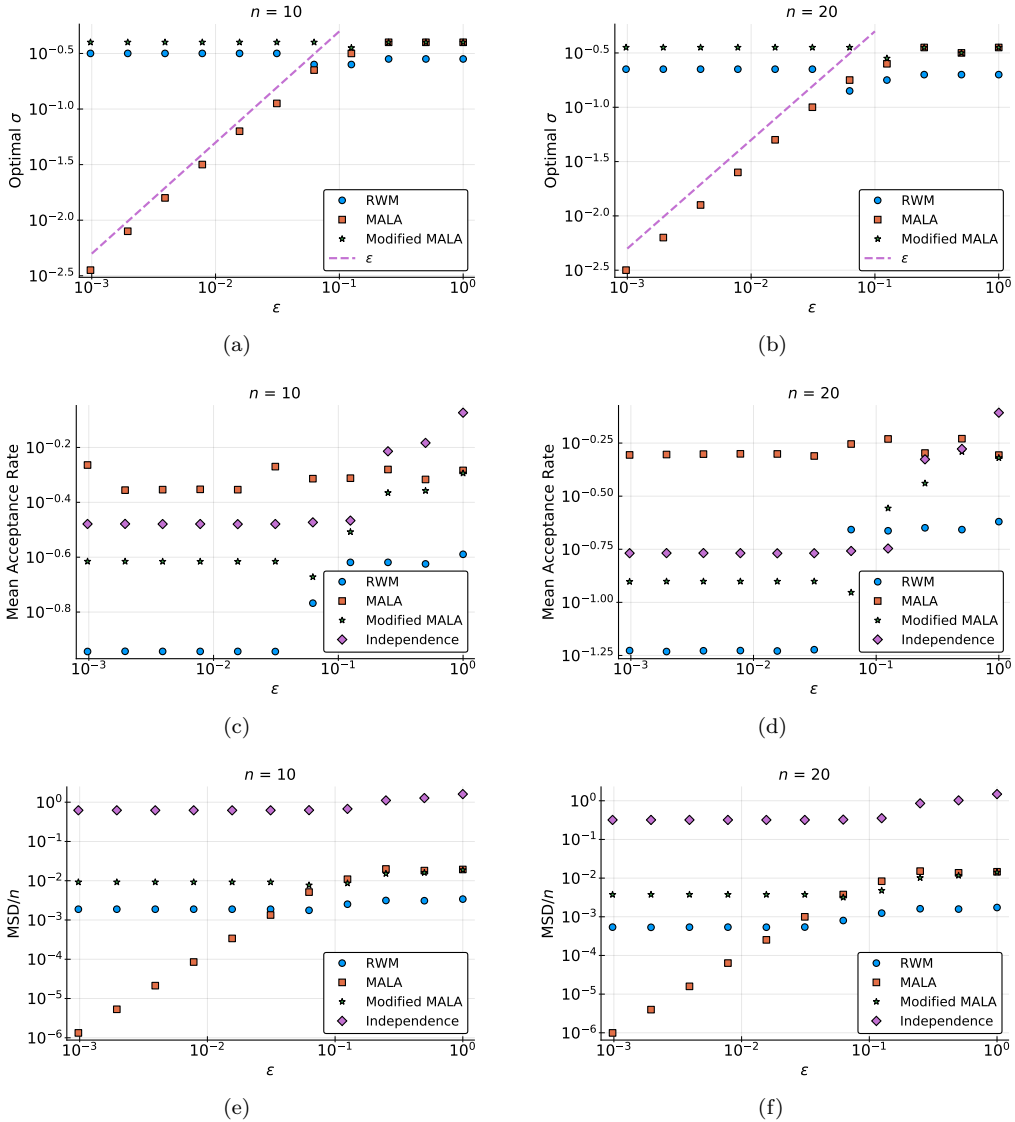 n = 10
Optimal σ
10^−0.5
10^−1.0
10^−1.5
10^−2.0
10^−2.5
10^−3
10^−2
10^−1
10^0
ε
RWM
MALA
Modified MALA
ε
(a)
n = 20
Optimal σ
10^−0.5
10^−1.0
10^−1.5
10^−2.0
10^−2.5
10^−3
10^−2
10^−1
10^0
ε
RWM
MALA
Modified MALA
ε
(b)
n = 10
Mean Acceptance Rate
10^−0.2
10^−0.4
10^−0.6
10^−0.8
10^−3
10^−2
10^−1
10^0
ε
RWM
MALA
Modified MALA
Independence
(c)
n = 20
Mean Acceptance Rate
10^−0.25
10^−0.50
10^−0.75
10^−1.00
10^−1.25
10^−3
10^−2
10^−1
10^0
ε
RWM
MALA
Modified MALA
Independence
(d)
n = 10
MSD/n
10^0
10^−1
10^−2
10^−3
10^−4
10^−5
10^−6
10^−3
10^−2
10^−1
10^0
ε
RWM
MALA
Modified MALA
Independence
(e)
n = 20
MSD/n
10^0
10^−1
10^−2
10^−3
10^−4
10^−5
10^−6
10^−3
10^−2
10^−1
10^0
ε
RWM
MALA
Modified MALA
Independence
(f)